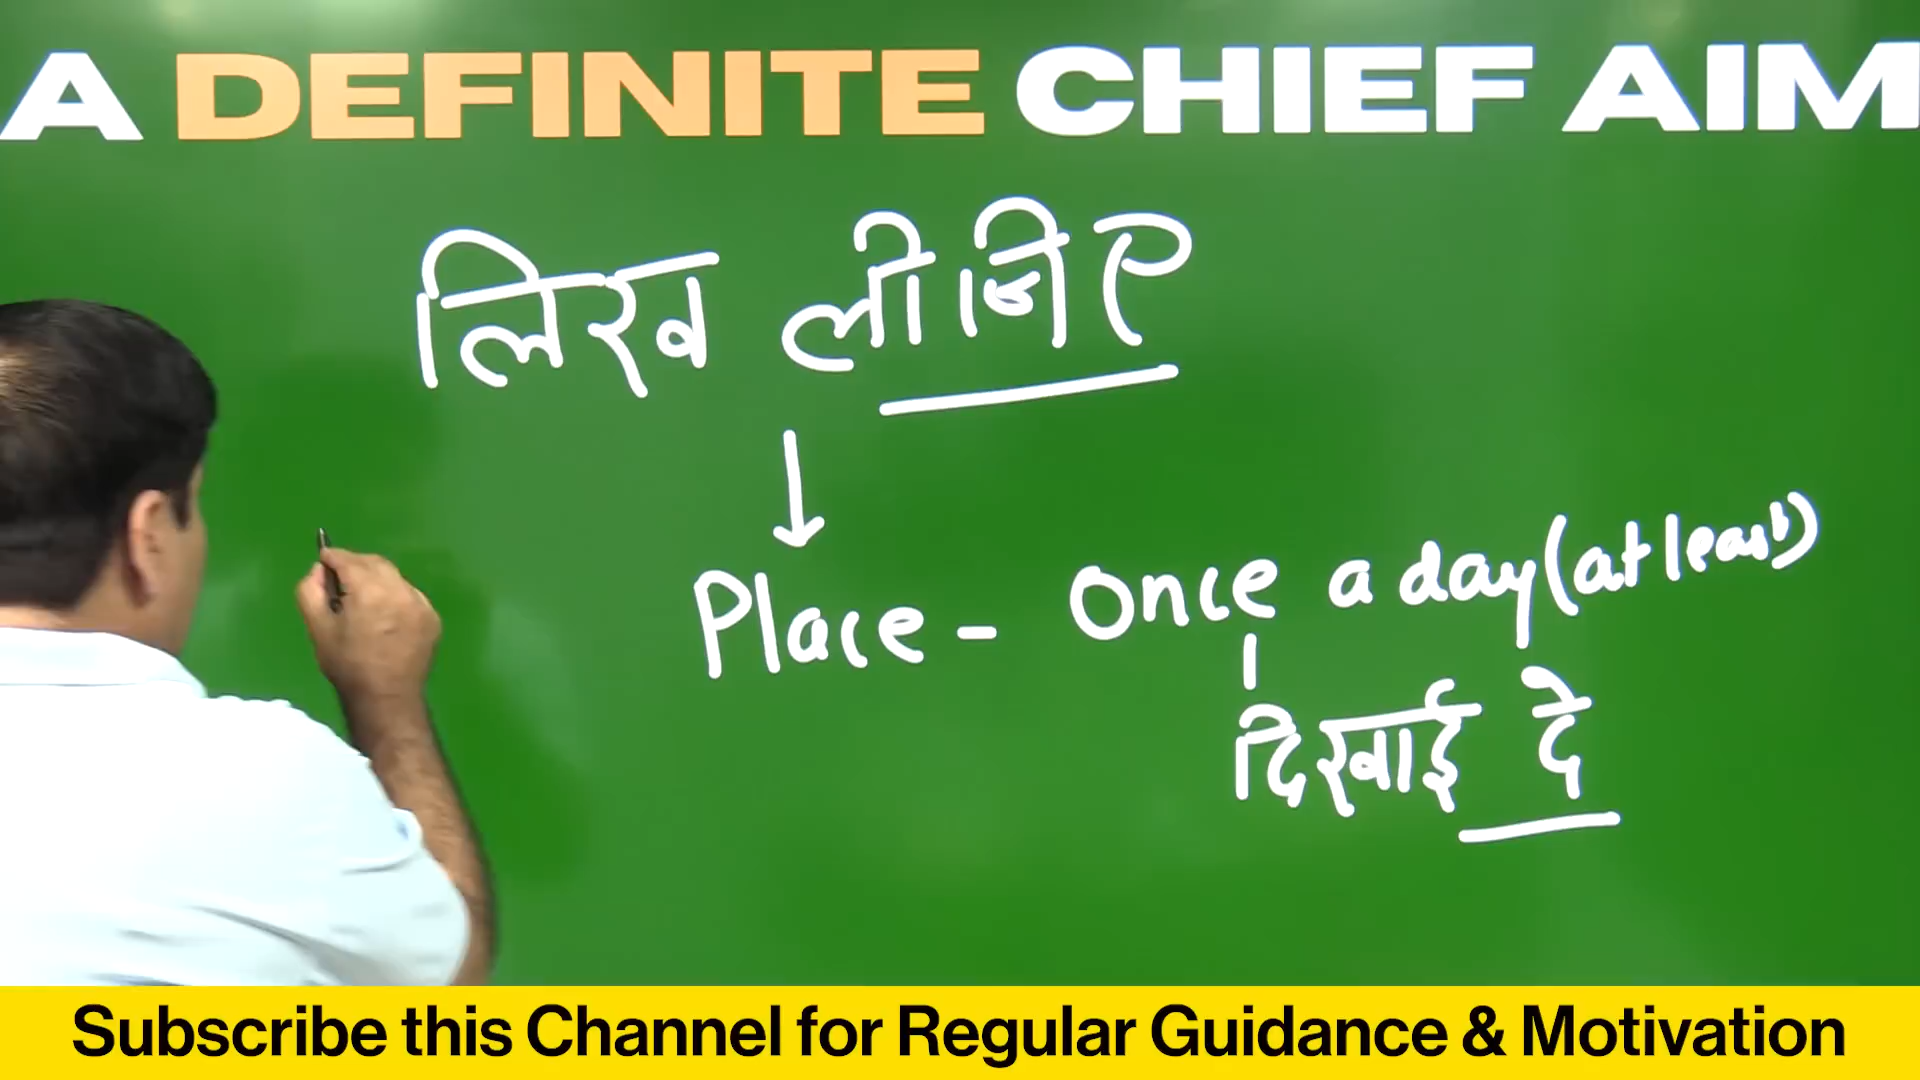 A DEFINITE CHIEF AIM
लिख लीजिए
Place - Once a day (at least)
दिखाई दे
Subscribe this Channel for Regular Guidance & Motivation